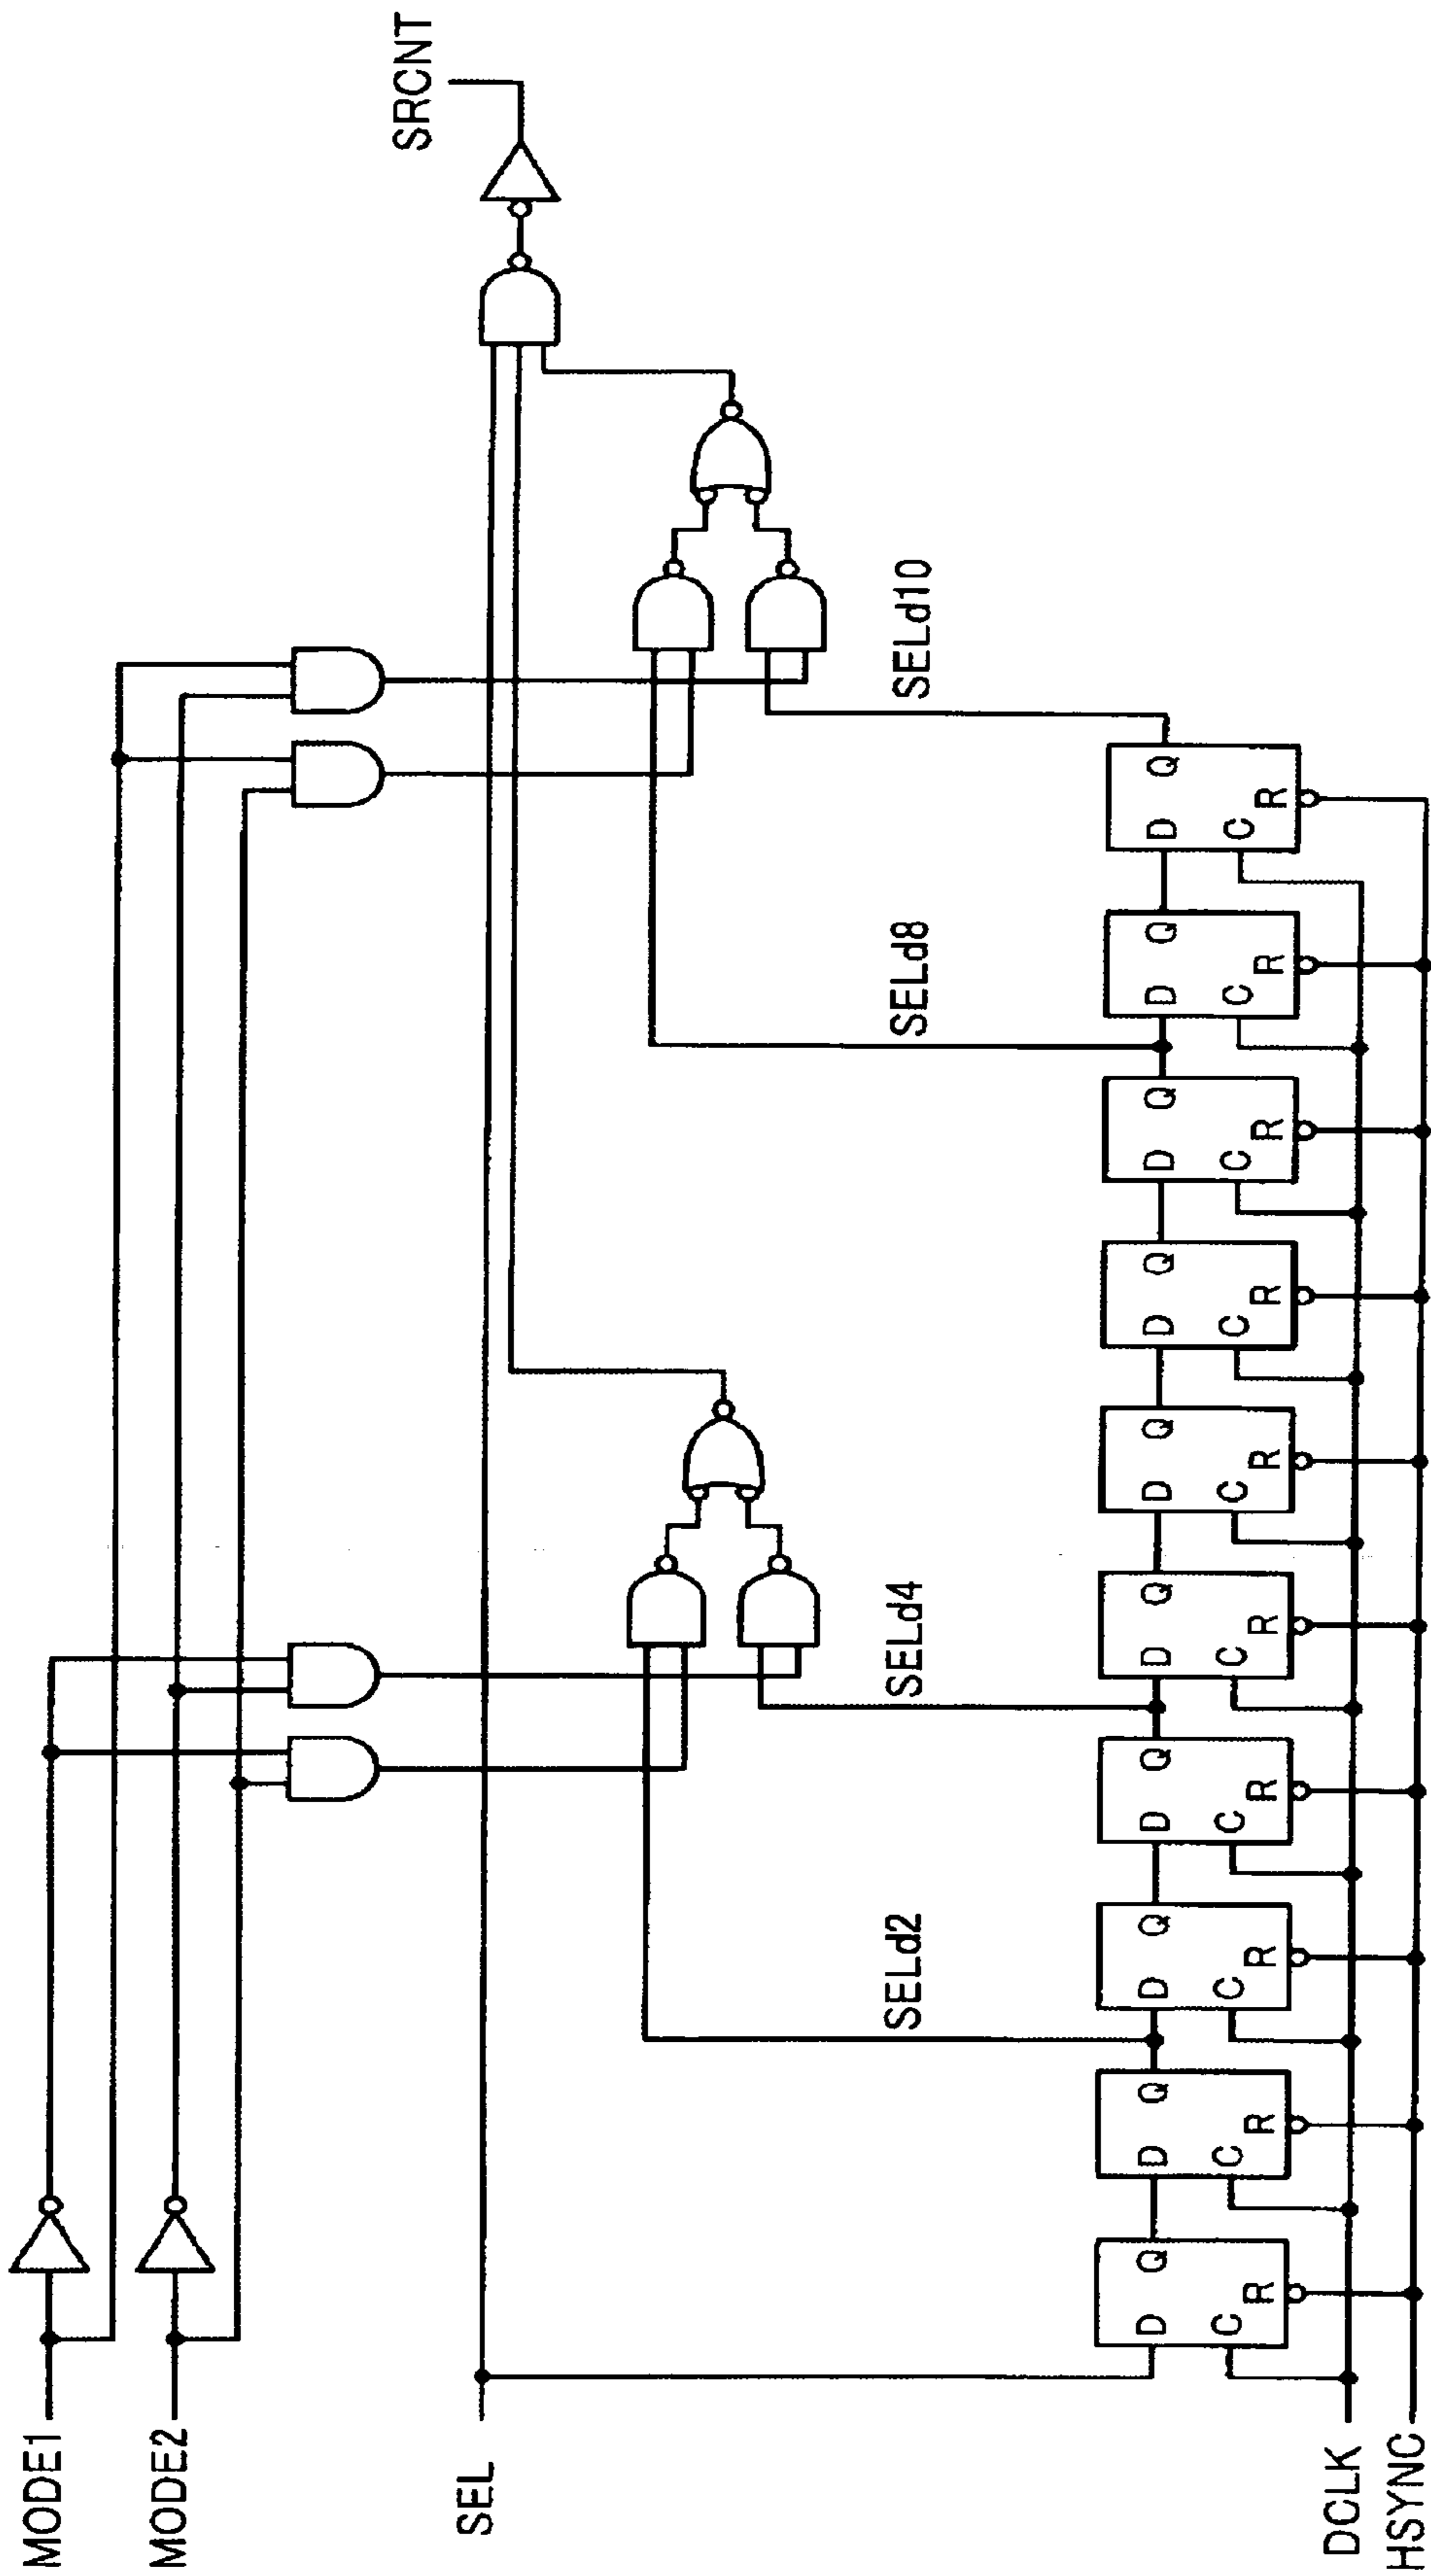 MODE1
MODE2
SEL
DCLK
HSYNC
SRCNT
SELd2
SELd4
SELd8
SELd10
D Q C R
D Q C R
D Q C R
D Q C R
D Q C R
D Q C R
D Q C R
D Q C R
D Q C R
D Q C R